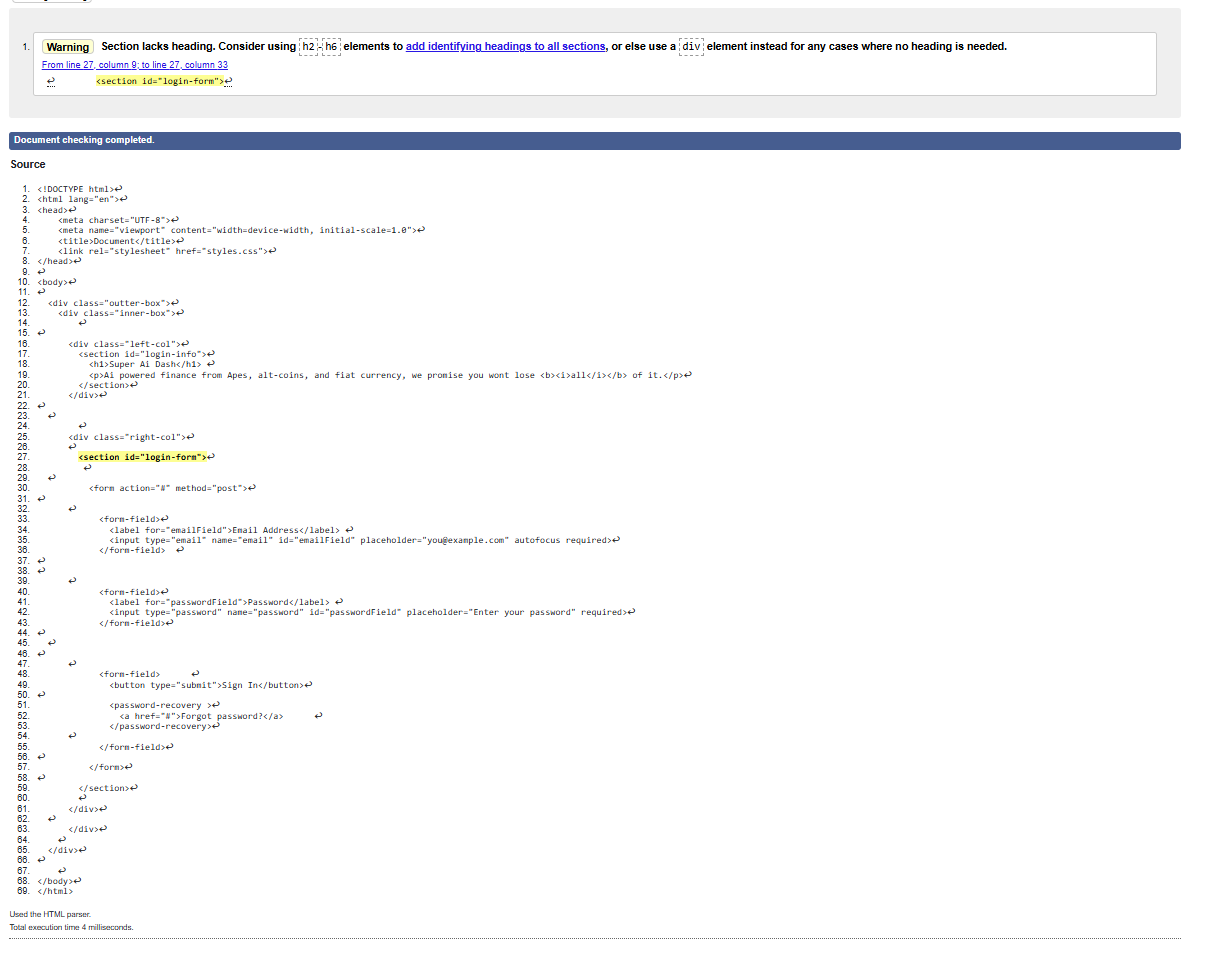 1. Warning Section lacks heading. Consider using h2-h6 elements to add identifying headings to all sections, or else use a div element instead for any cases where no heading is needed.
From line 27, column 9; to line 27, column 33
↩ <section id="login-form">↩
Document checking completed.
Source
1. <!DOCTYPE html>↩
2. <html lang="en">↩
3. <head>↩
4. <meta charset="UTF-8">↩
5. <meta name="viewport" content="width=device-width, initial-scale=1.0">↩
6. <title>Document</title>↩
7. <link rel="stylesheet" href="styles.css">↩
8. </head>↩
9. ↩
10. <body>↩
11. ↩
12. <div class="outter-box">↩
13. <div class="inner-box">↩
14. ↩
15. ↩
16. <div class="left-col">↩
17. <section id="login-info">↩
18. <h1>Super Ai Dash</h1> ↩
19. <p>Ai powered finance from Apes, alt-coins, and fiat currency, we promise you wont lose <b><i>all</i></b> of it.</p>↩
20. </section>↩
21. </div>↩
22. ↩
23. ↩
24. ↩
25. <div class="right-col">↩
26. ↩
27. <section id="login-form">↩
28. ↩
29. ↩
30. <form action="#" method="post">↩
31. ↩
32. ↩
33. <form-field>↩
34. <label for="emailField">Email Address</label> ↩
35. <input type="email" name="email" id="emailField" placeholder="you@example.com" autofocus required>↩
36. </form-field> ↩
37. ↩
38. ↩
39. ↩
40. <form-field>↩
41. <label for="passwordField">Password</label> ↩
42. <input type="password" name="password" id="passwordField" placeholder="Enter your password" required>↩
43. </form-field>↩
44. ↩
45. ↩
46. ↩
47. ↩
48. <form-field> ↩
49. <button type="submit">Sign In</button>↩
50. ↩
51. <password-recovery >↩
52. <a href="#">Forgot password?</a> ↩
53. </password-recovery>↩
54. ↩
55. </form-field>↩
56. ↩
57. </form>↩
58. ↩
59. </section>↩
60. ↩
61. </div>↩
62. ↩
63. </div>↩
64. ↩
65. </div>↩
66. ↩
67. ↩
68. </body>↩
69. </html>
Used the HTML parser.
Total execution time 4 milliseconds.